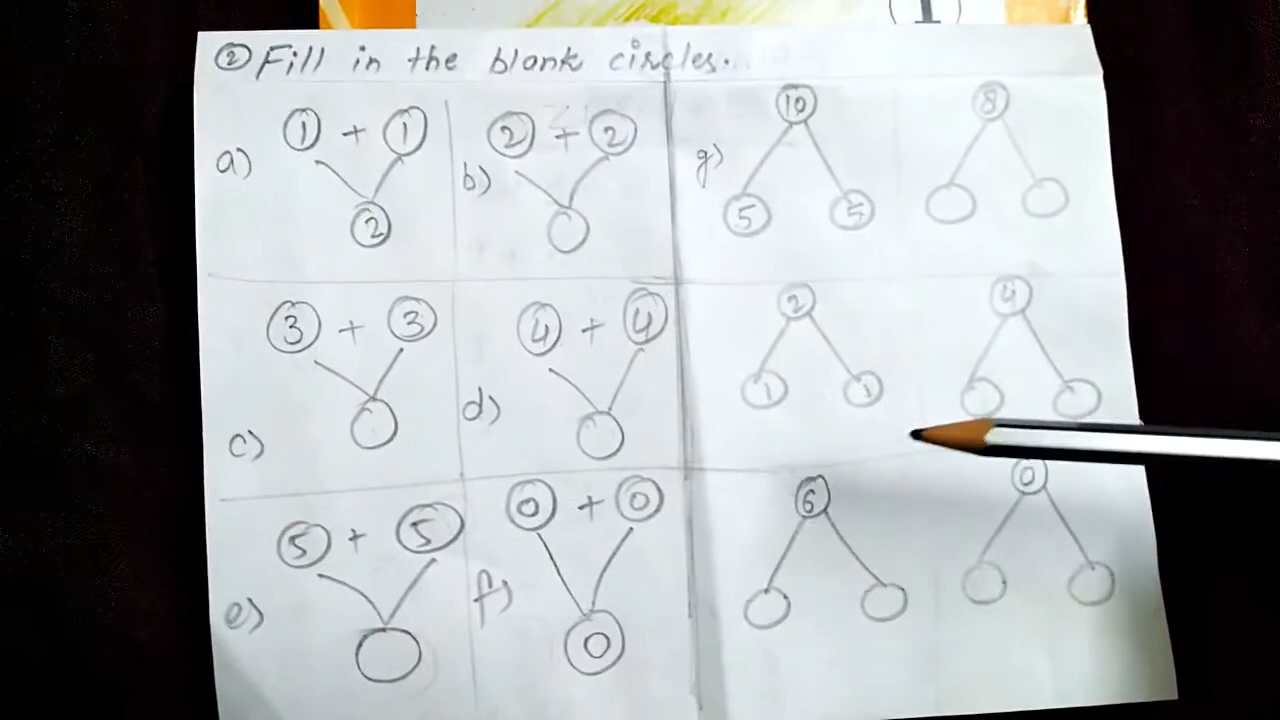 1
② Fill in the blank circles...
a) 1 + 1
2
b) 2 + 2
c) 3 + 3
d) 4 + 4
e) 5 + 5
f) 0 + 0
0
g) 10
5 5
8
2
1 1
4
6
0